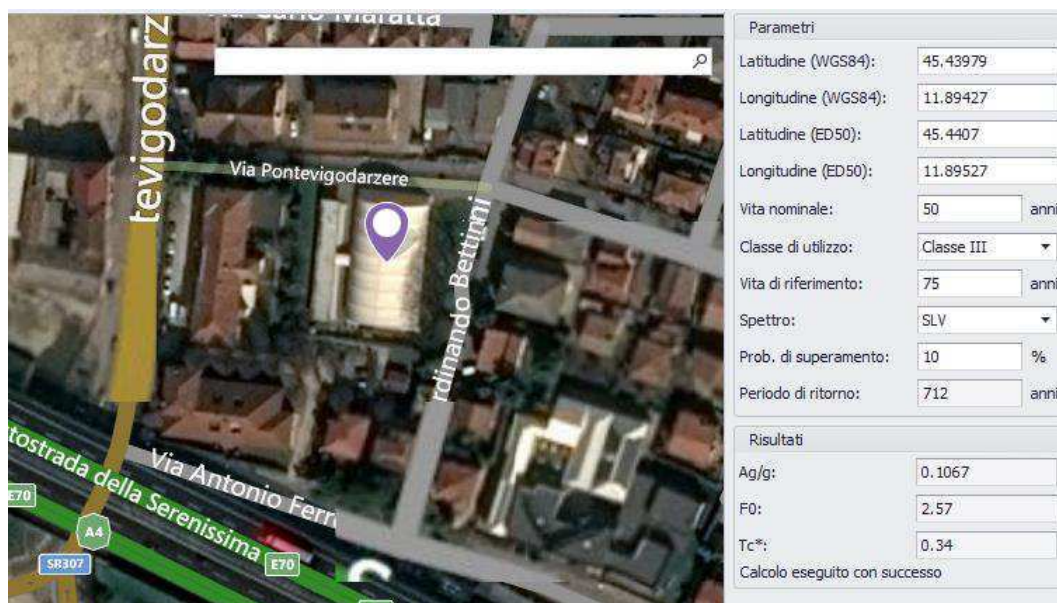 Via Carlo Maratta
tevigodarz
Via Pontevigodarzere
rdinando Bettinni
tostrada della Serenissima
Via Antonio Ferr
E70
A4
SR307
E70
Parametri
Latitudine (WGS84): 45.43979
Longitudine (WGS84): 11.89427
Latitudine (ED50): 45.4407
Longitudine (ED50): 11.89527
Vita nominale: 50 anni
Classe di utilizzo: Classe III
Vita di riferimento: 75 anni
Spettro: SLV
Prob. di superamento: 10 %
Periodo di ritorno: 712 anni
Risultati
Ag/g: 0.1067
F0: 2.57
Tc*: 0.34
Calcolo eseguito con successo